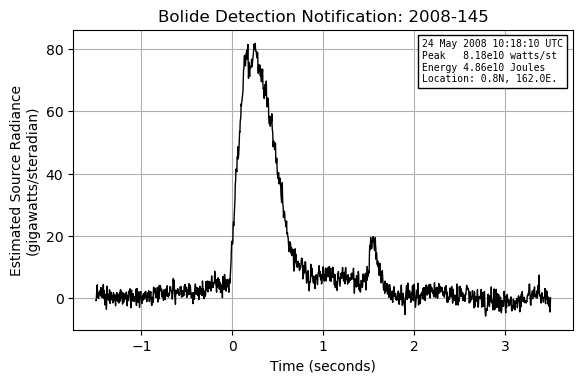 Bolide Detection Notification: 2008-145
24 May 2008 10:18:10 UTC
Peak   8.18e10 watts/st
Energy 4.86e10 Joules
Location: 0.8N, 162.0E.
Estimated Source Radiance
(gigawatts/steradian)
80
60
40
20
0
−1
0
1
2
3
Time (seconds)